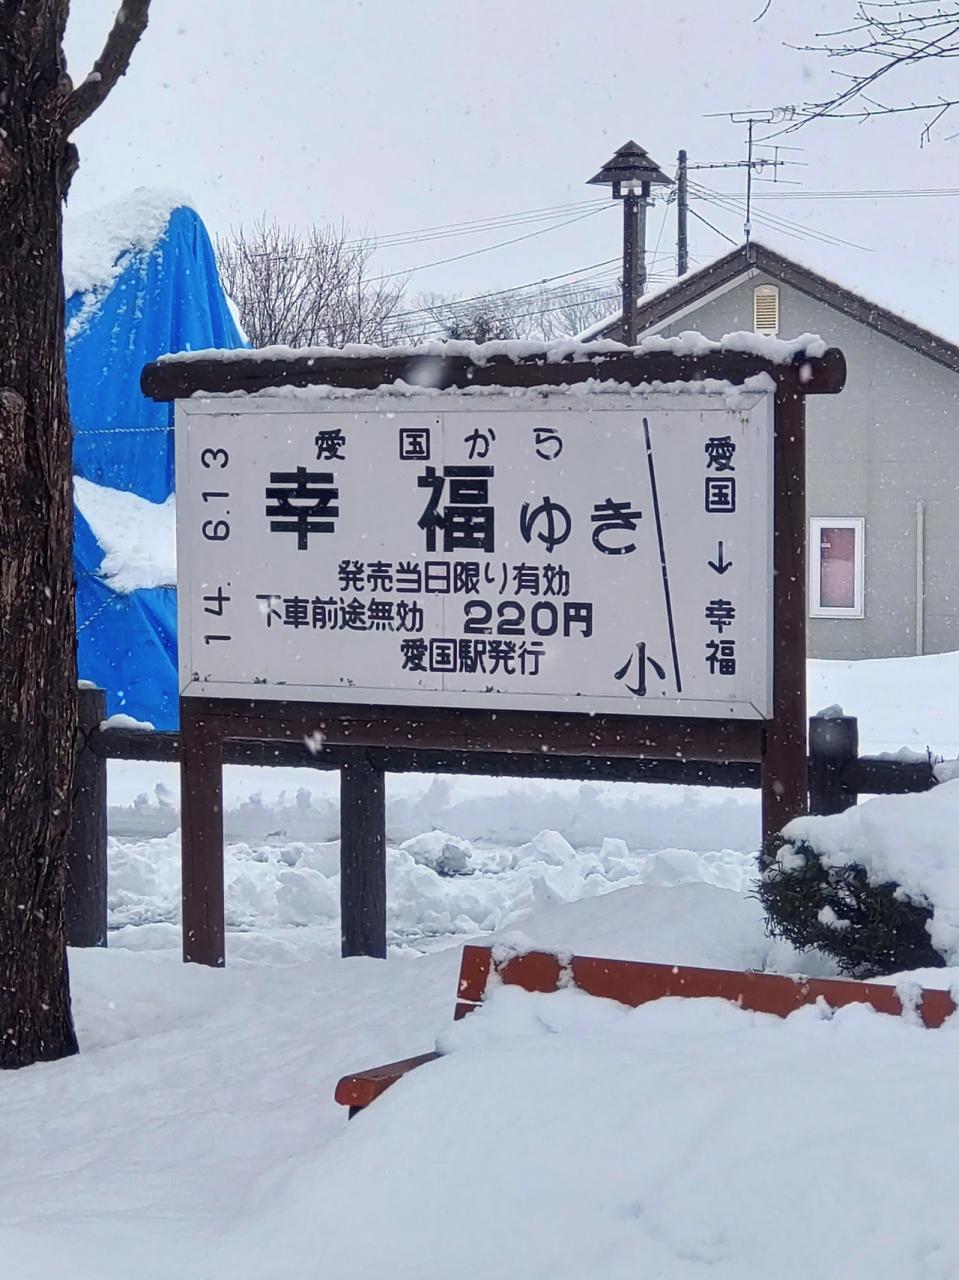 14. 6.13
愛国から
幸福ゆき
発売当日限り有効
下車前途無効 220円
愛国駅発行
小
愛国→幸福